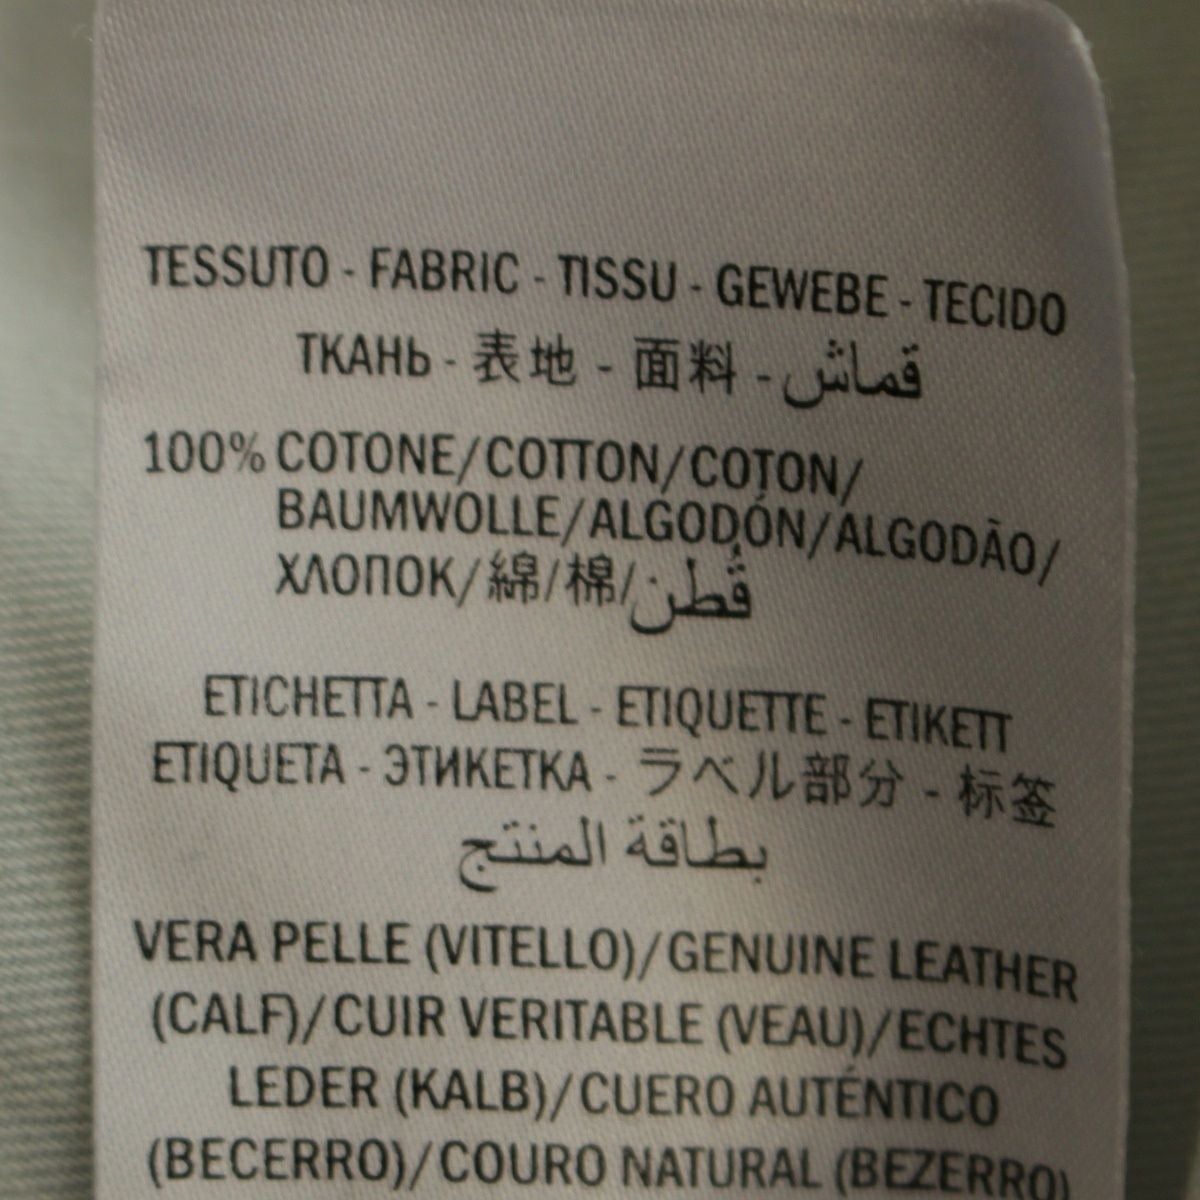 TESSUTO - FABRIC - TISSU - GEWEBE - TECIDO
ТКАНЬ - 表地 - 面料 - قماش
100% COTONE/COTTON/COTON/
BAUMWOLLE/ALGODÓN/ALGODÃO/
ХЛОПОК/綿/棉/قُطن
ETICHETTA - LABEL - ETIQUETTE - ETIKETT
ETIQUETA - ЭТИКЕТКА - ラベル部分 - 标签
بطاقة المنتج
VERA PELLE (VITELLO)/GENUINE LEATHER
(CALF)/CUIR VERITABLE (VEAU)/ECHTES
LEDER (KALB)/CUERO AUTÉNTICO
(BECERRO)/COURO NATURAL (BEZERRO)